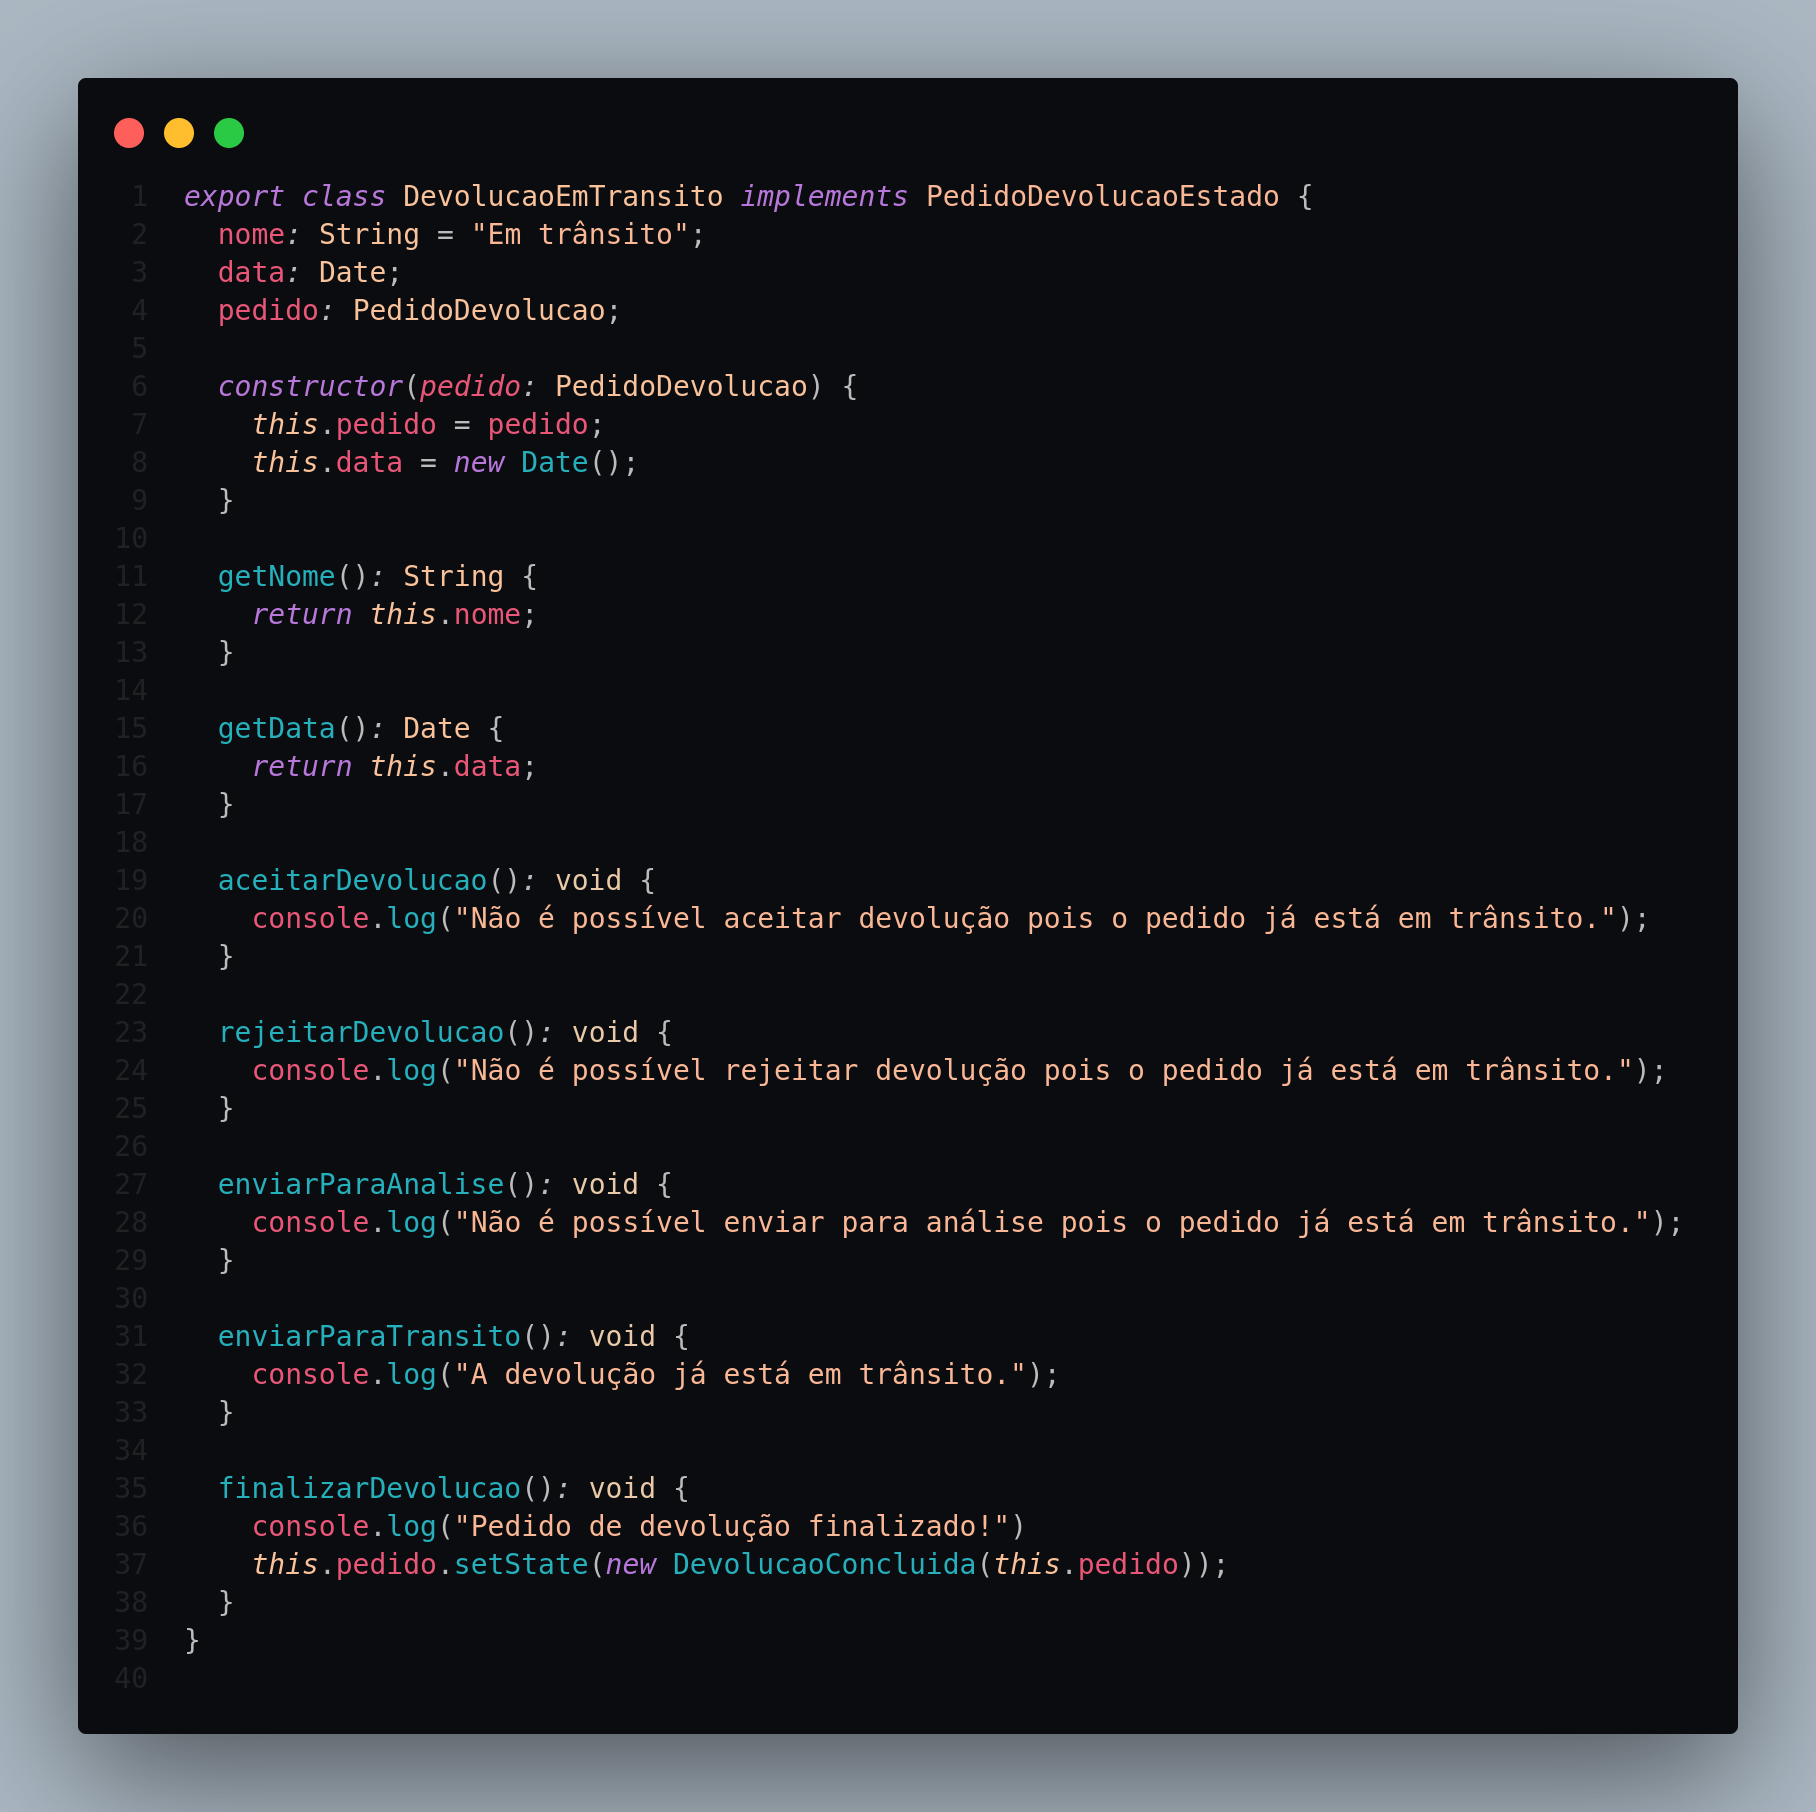 1 export class DevolucaoEmTransito implements PedidoDevolucaoEstado {
2   nome: String = "Em trânsito";
3   data: Date;
4   pedido: PedidoDevolucao;
5
6   constructor(pedido: PedidoDevolucao) {
7     this.pedido = pedido;
8     this.data = new Date();
9   }
10
11   getNome(): String {
12     return this.nome;
13   }
14
15   getData(): Date {
16     return this.data;
17   }
18
19   aceitarDevolucao(): void {
20     console.log("Não é possível aceitar devolução pois o pedido já está em trânsito.");
21   }
22
23   rejeitarDevolucao(): void {
24     console.log("Não é possível rejeitar devolução pois o pedido já está em trânsito.");
25   }
26
27   enviarParaAnalise(): void {
28     console.log("Não é possível enviar para análise pois o pedido já está em trânsito.");
29   }
30
31   enviarParaTransito(): void {
32     console.log("A devolução já está em trânsito.");
33   }
34
35   finalizarDevolucao(): void {
36     console.log("Pedido de devolução finalizado!")
37     this.pedido.setState(new DevolucaoConcluida(this.pedido));
38   }
39 }
40